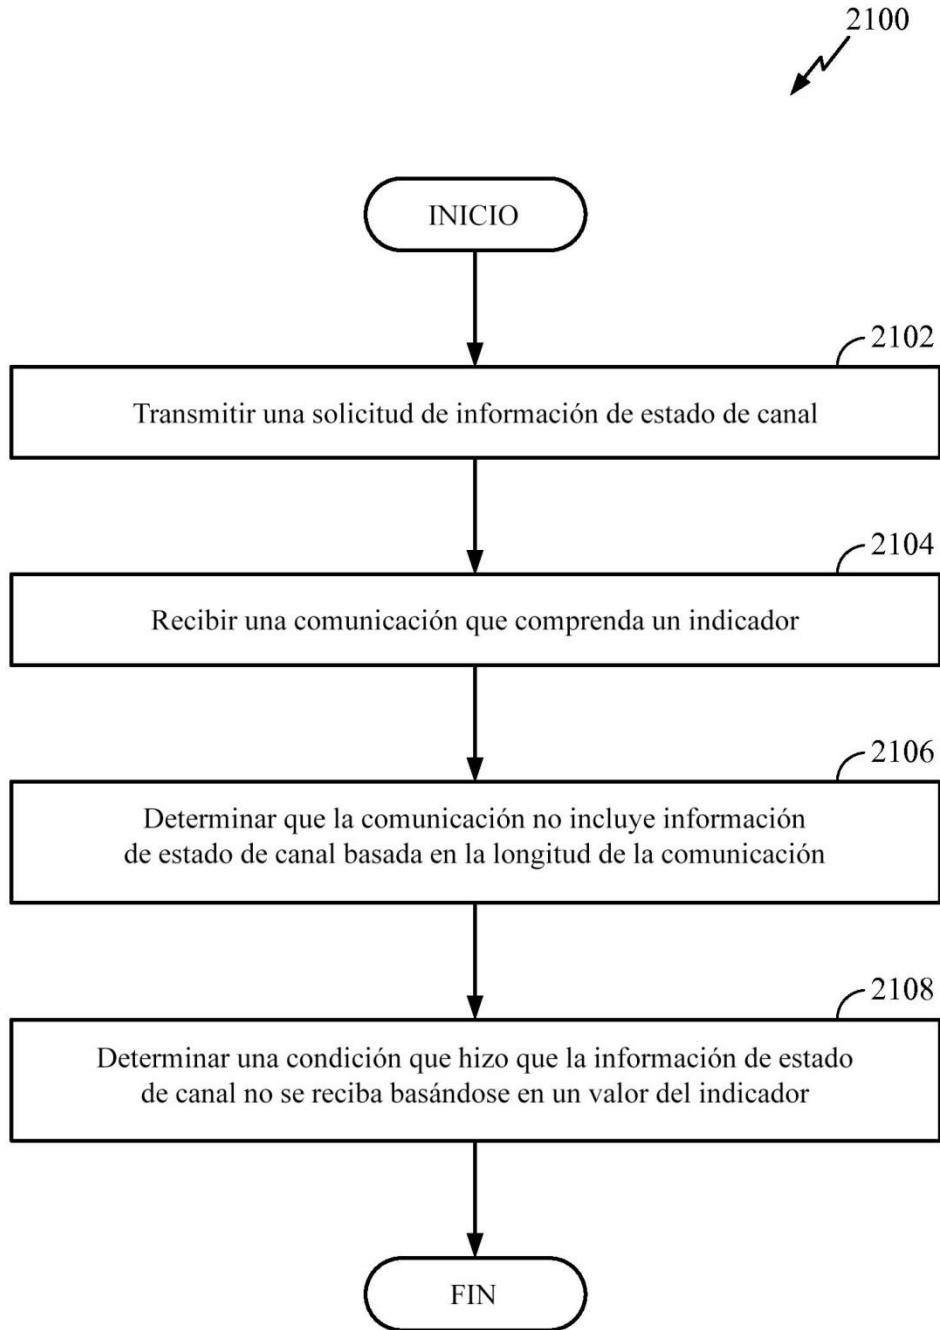 2100
INICIO
2102
Transmitir una solicitud de información de estado de canal
2104
Recibir una comunicación que comprenda un indicador
2106
Determinar que la comunicación no incluye información
de estado de canal basada en la longitud de la comunicación
2108
Determinar una condición que hizo que la información de estado
de canal no se reciba basándose en un valor del indicador
FIN